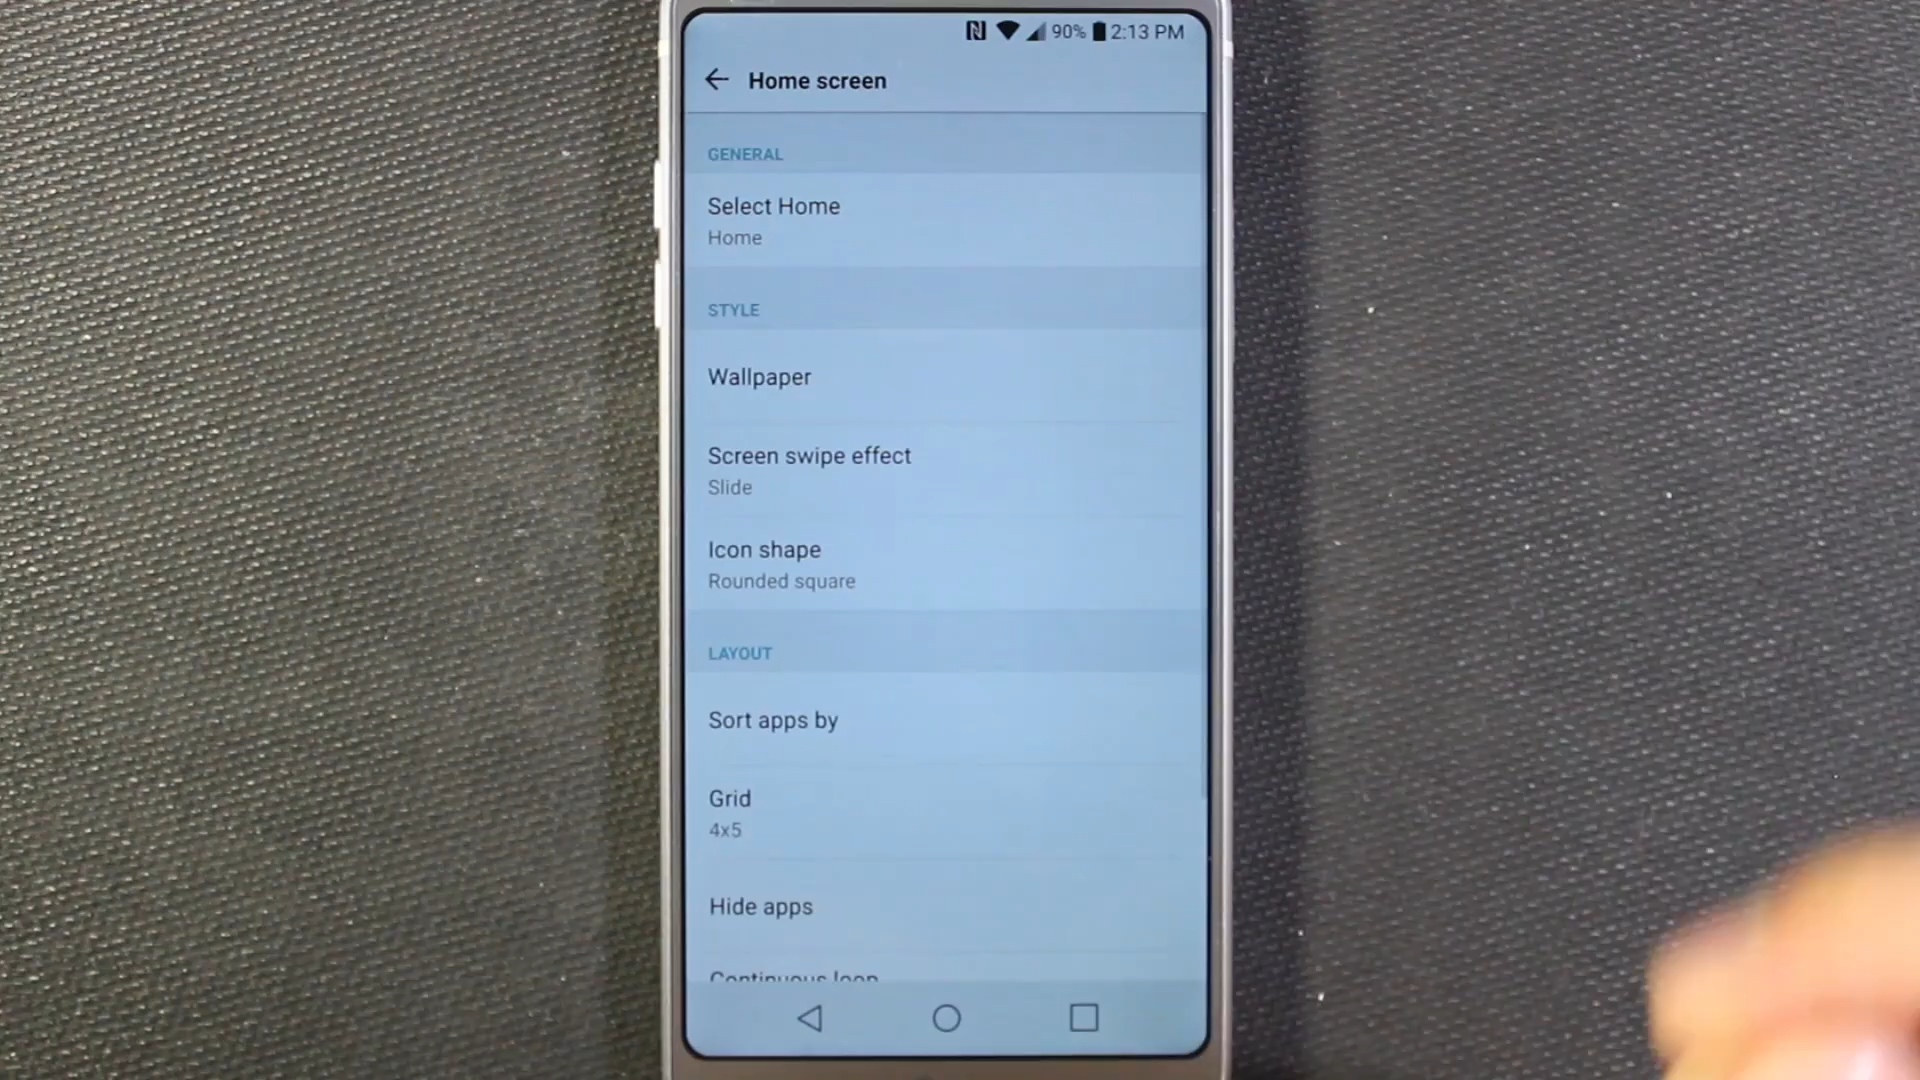 90% 2:13 PM
Home screen
GENERAL
Select Home
Home
STYLE
Wallpaper
Screen swipe effect
Slide
Icon shape
Rounded square
LAYOUT
Sort apps by
Grid
4x5
Hide apps
Continuous loop